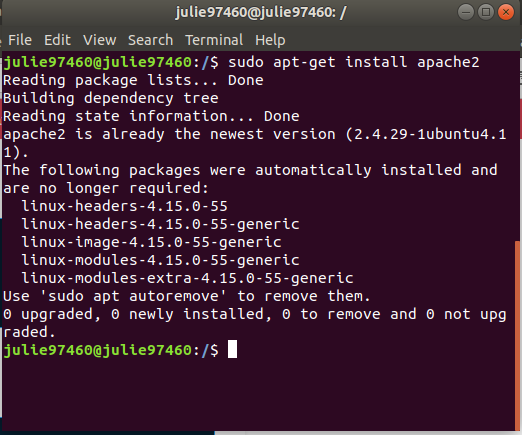 julie97460@julie97460: /
File Edit View Search Terminal Help
julie97460@julie97460:/$ sudo apt-get install apache2
Reading package lists... Done
Building dependency tree
Reading state information... Done
apache2 is already the newest version (2.4.29-1ubuntu4.1
1).
The following packages were automatically installed and
are no longer required:
  linux-headers-4.15.0-55
  linux-headers-4.15.0-55-generic
  linux-image-4.15.0-55-generic
  linux-modules-4.15.0-55-generic
  linux-modules-extra-4.15.0-55-generic
Use 'sudo apt autoremove' to remove them.
0 upgraded, 0 newly installed, 0 to remove and 0 not upg
raded.
julie97460@julie97460:/$